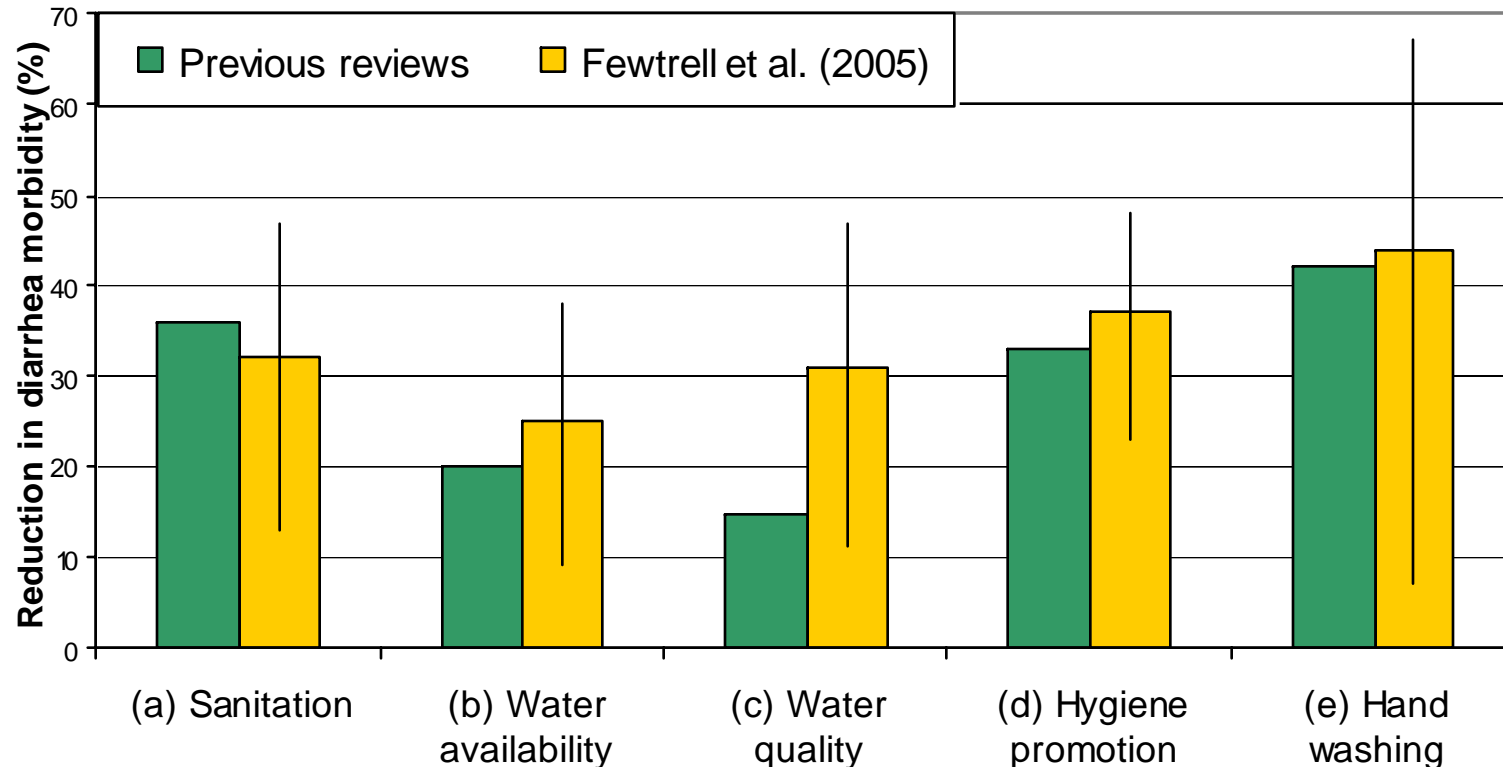 Reduction in diarrhea morbidity (%)
70
60
50
40
30
20
10
0
Previous reviews
Fewtrell et al. (2005)
(a) Sanitation
(b) Water
availability
(c) Water
quality
(d) Hygiene
promotion
(e) Hand
washing